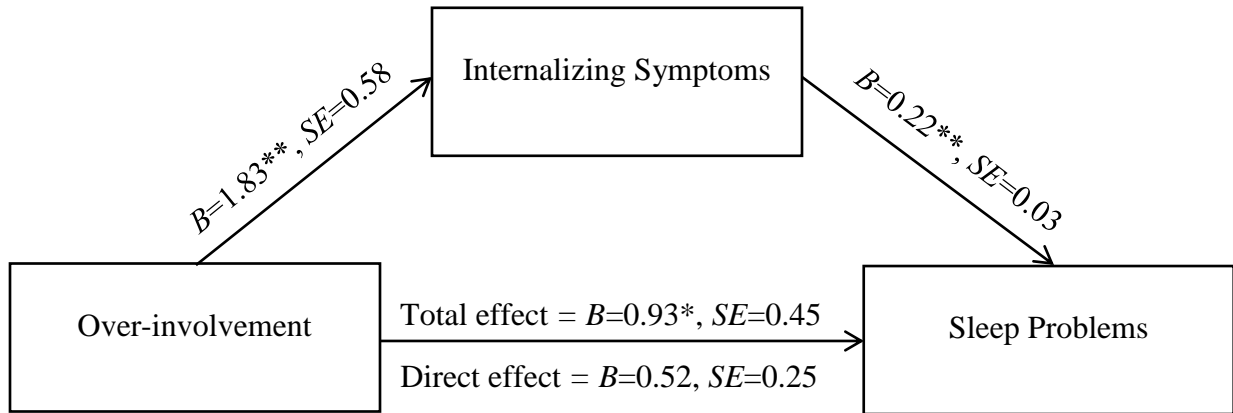 Internalizing Symptoms
B=1.83**, SE=0.58
B=0.22**, SE=0.03
Over-involvement
Total effect = B=0.93*, SE=0.45
Direct effect = B=0.52, SE=0.25
Sleep Problems